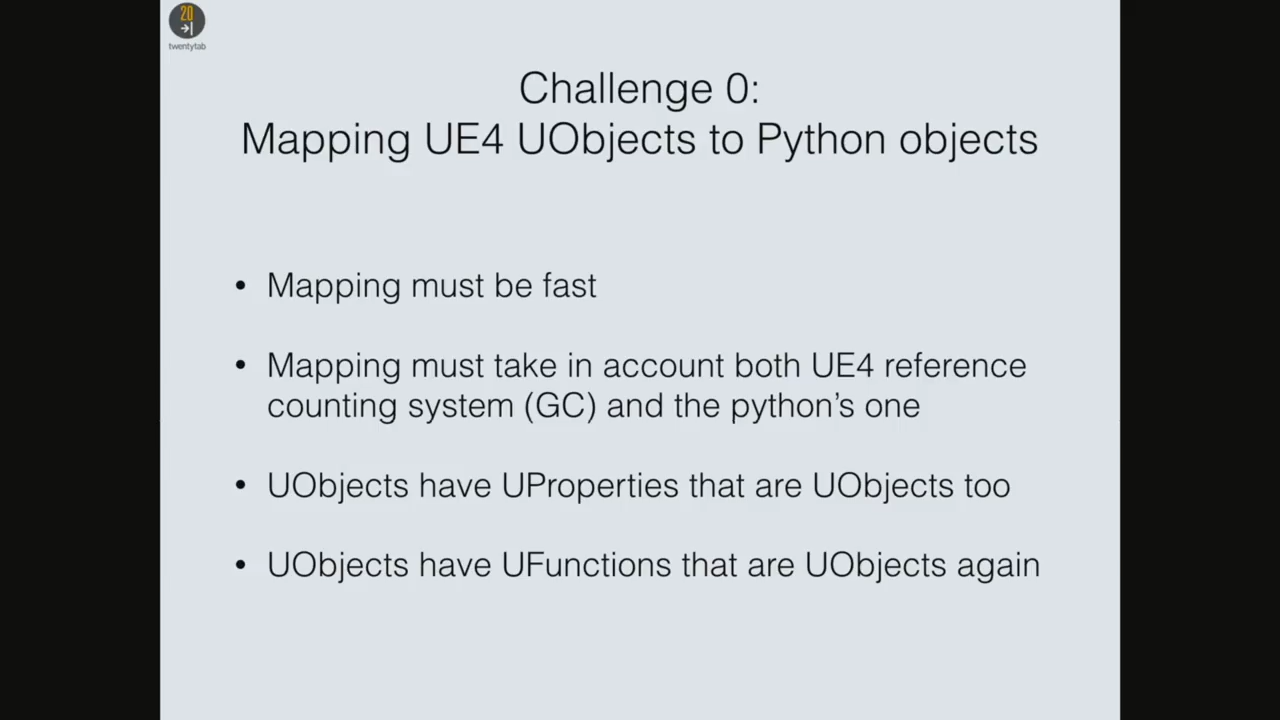 20
twentytab
Challenge 0:
Mapping UE4 UObjects to Python objects
• Mapping must be fast
• Mapping must take in account both UE4 reference
counting system (GC) and the python’s one
• UObjects have UProperties that are UObjects too
• UObjects have UFunctions that are UObjects again